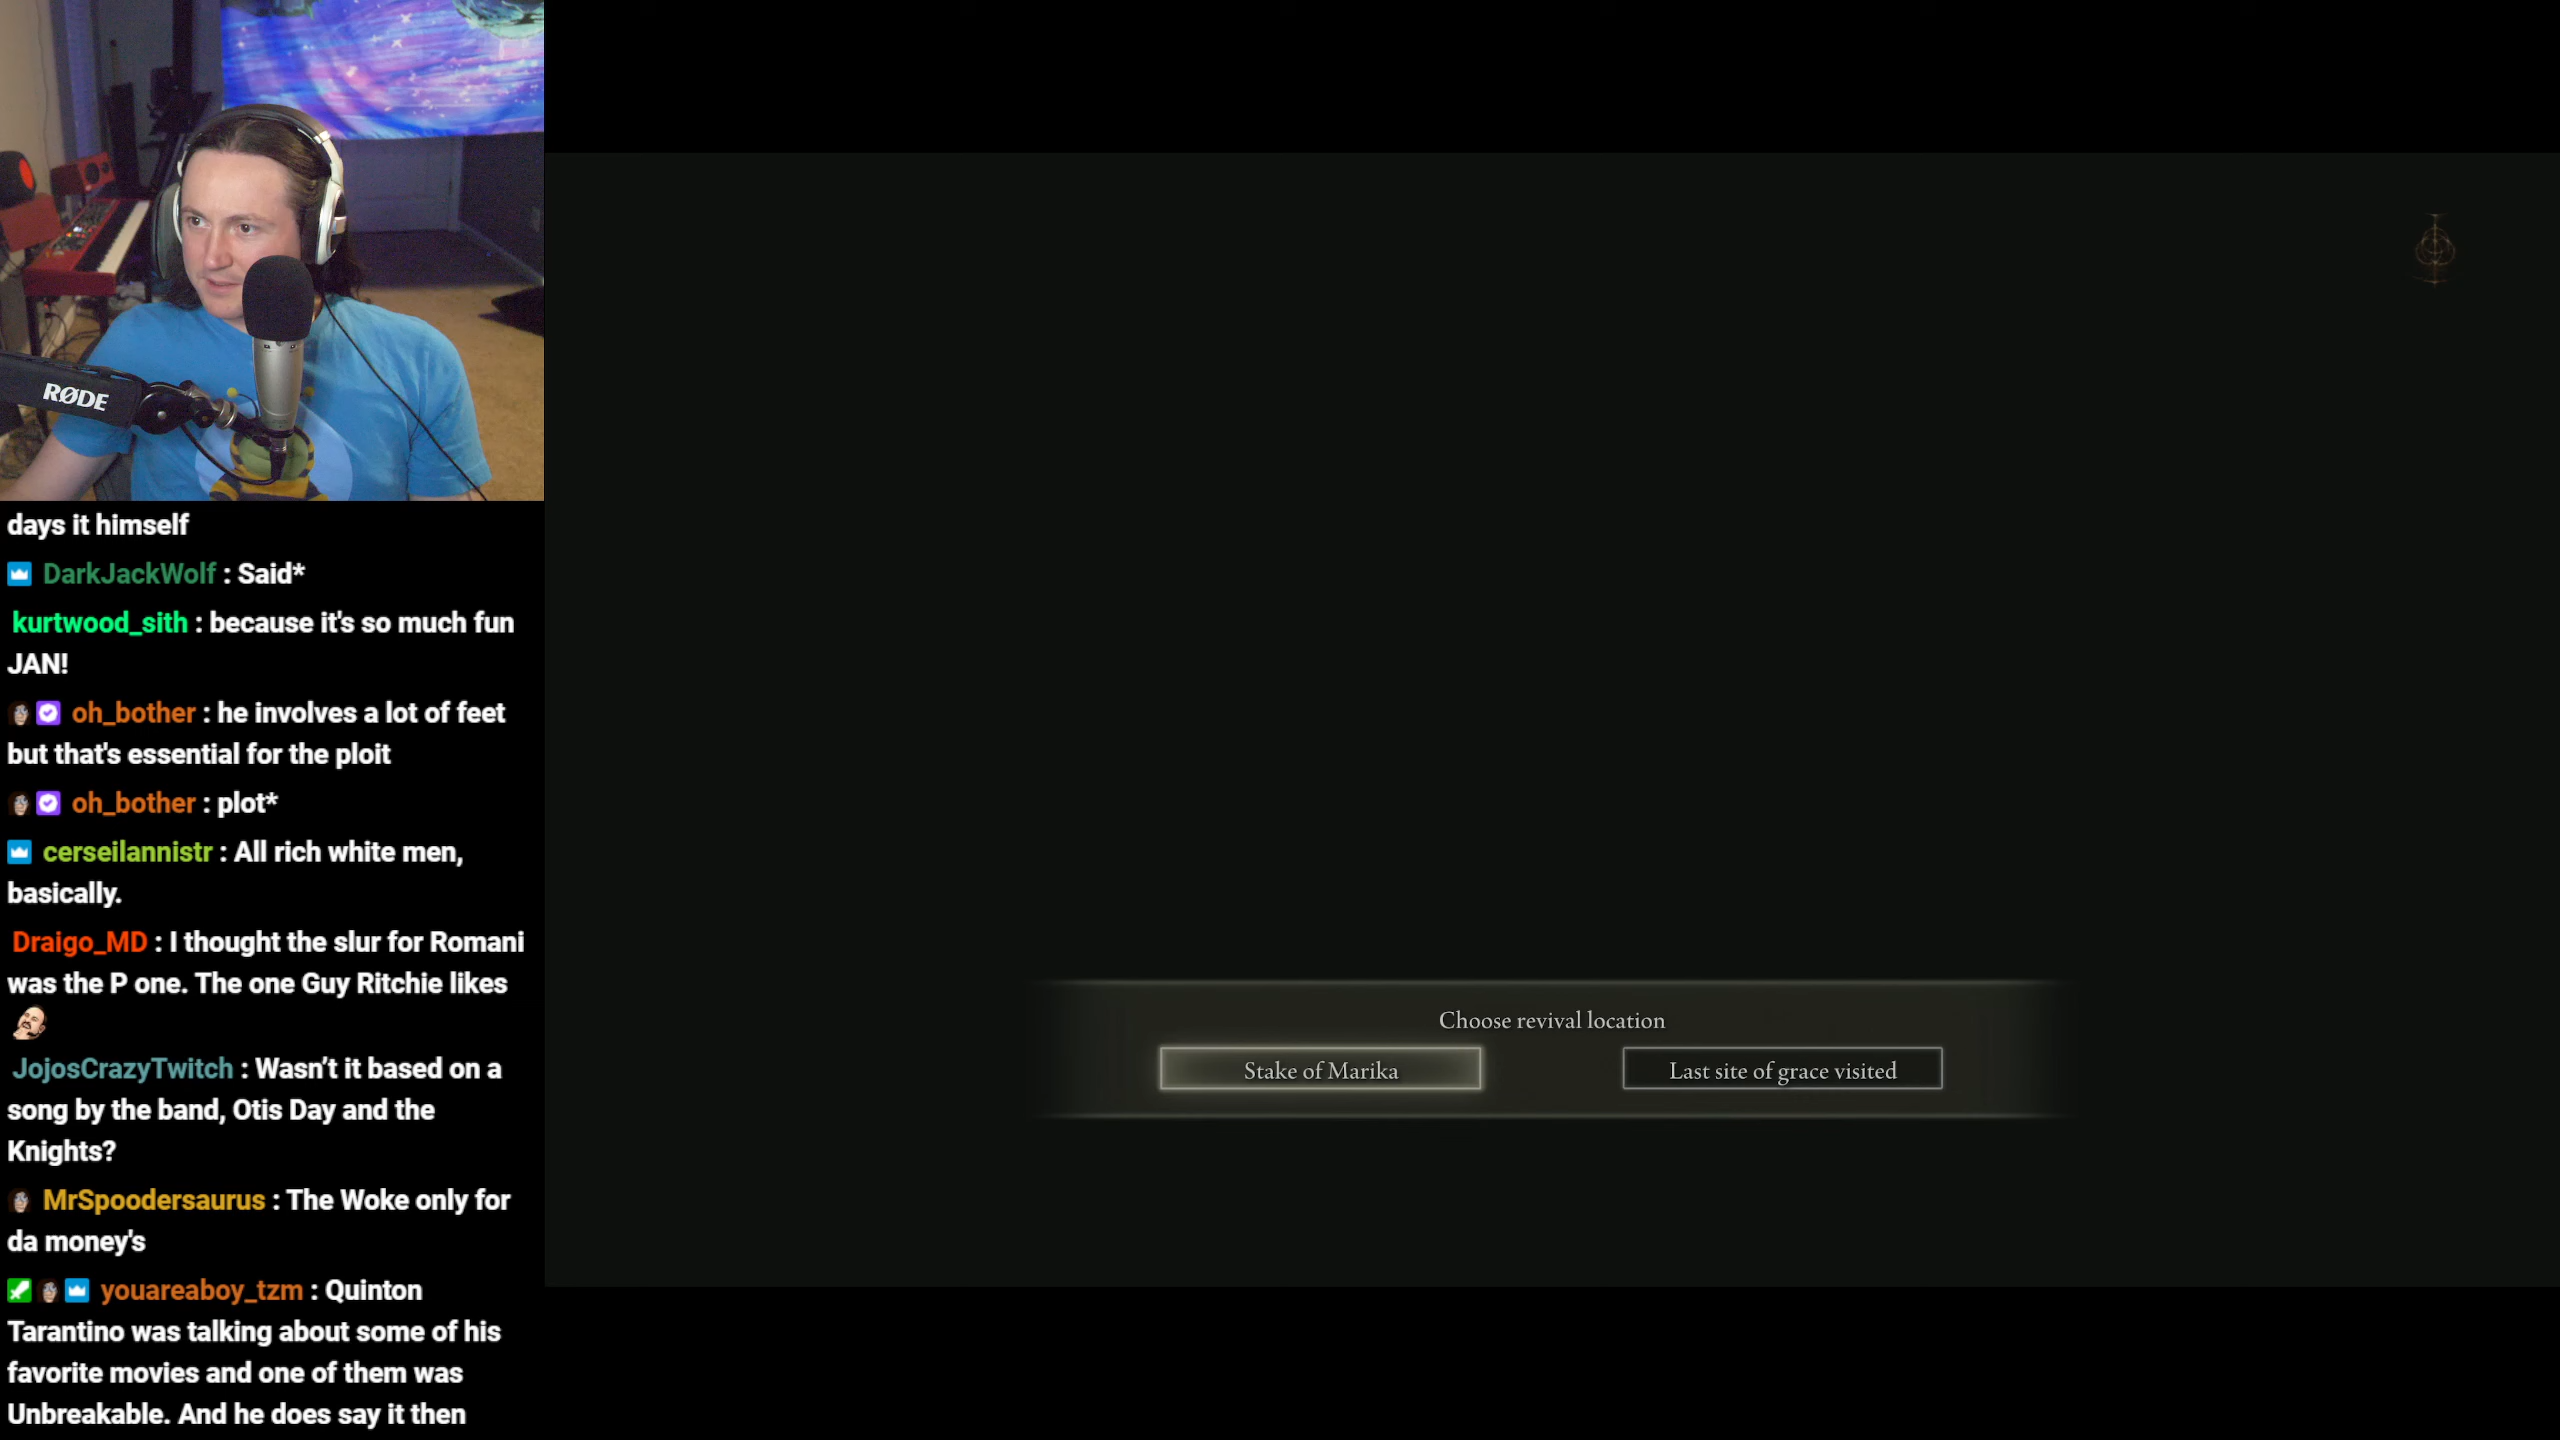 RØDE
days it himself
DarkJackWolf : Said*
kurtwood_sith : because it's so much fun
JAN!
oh_bother : he involves a lot of feet
but that's essential for the ploit
oh_bother : plot*
cerseilannistr : All rich white men,
basically.
Draigo_MD : I thought the slur for Romani
was the P one. The one Guy Ritchie likes
JojosCrazyTwitch : Wasn’t it based on a
song by the band, Otis Day and the
Knights?
MrSpoodersaurus : The Woke only for
da money's
youareaboy_tzm : Quinton
Tarantino was talking about some of his
favorite movies and one of them was
Unbreakable. And he does say it then
Choose revival location
Stake of Marika
Last site of grace visited